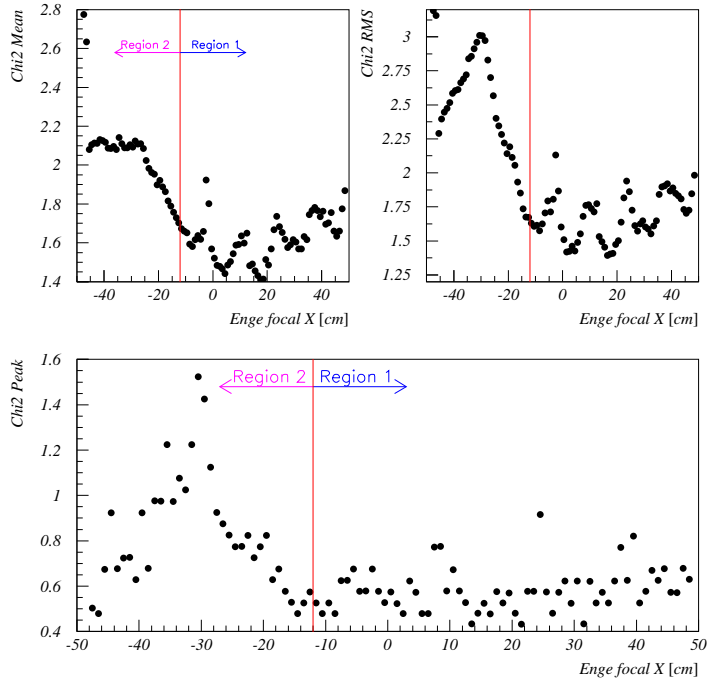 Chi2 Mean
2.8
2.6
2.4
2.2
2
1.8
1.6
1.4
Region 2 Region 1
-40 -20 0 20 40
Enge focal X [cm]
Chi2 RMS
3
2.75
2.5
2.25
2
1.75
1.5
1.25
-40 -20 0 20 40
Enge focal X [cm]
Chi2 Peak
1.6
1.4
1.2
1
0.8
0.6
0.4
Region 2 Region 1
-50 -40 -30 -20 -10 0 10 20 30 40 50
Enge focal X [cm]